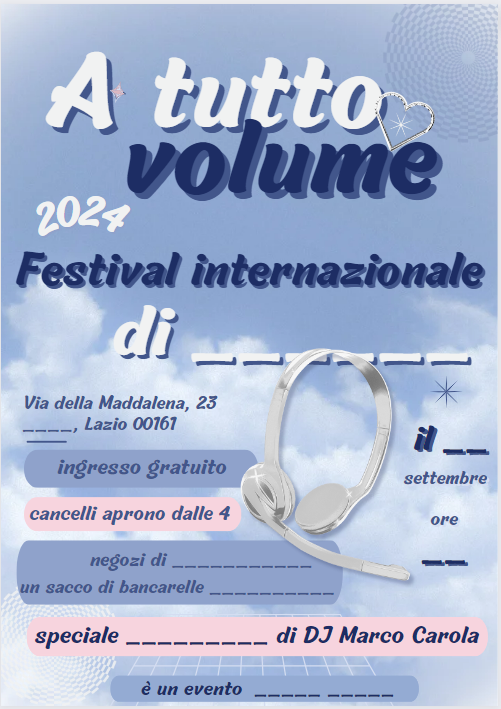 A tutto
volume
2024
Festival internazionale
di ______
Via della Maddalena, 23
____, Lazio 00161
ingresso gratuito
cancelli aprono dalle 4
negozi di ____________
un sacco di bancarelle ___________
il __
settembre
ore
__
speciale _________ di DJ Marco Carola
è un evento _____ _____